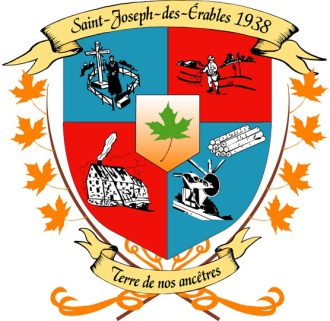 Saint-Joseph-des-Érables 1938
Terre de nos ancêtres